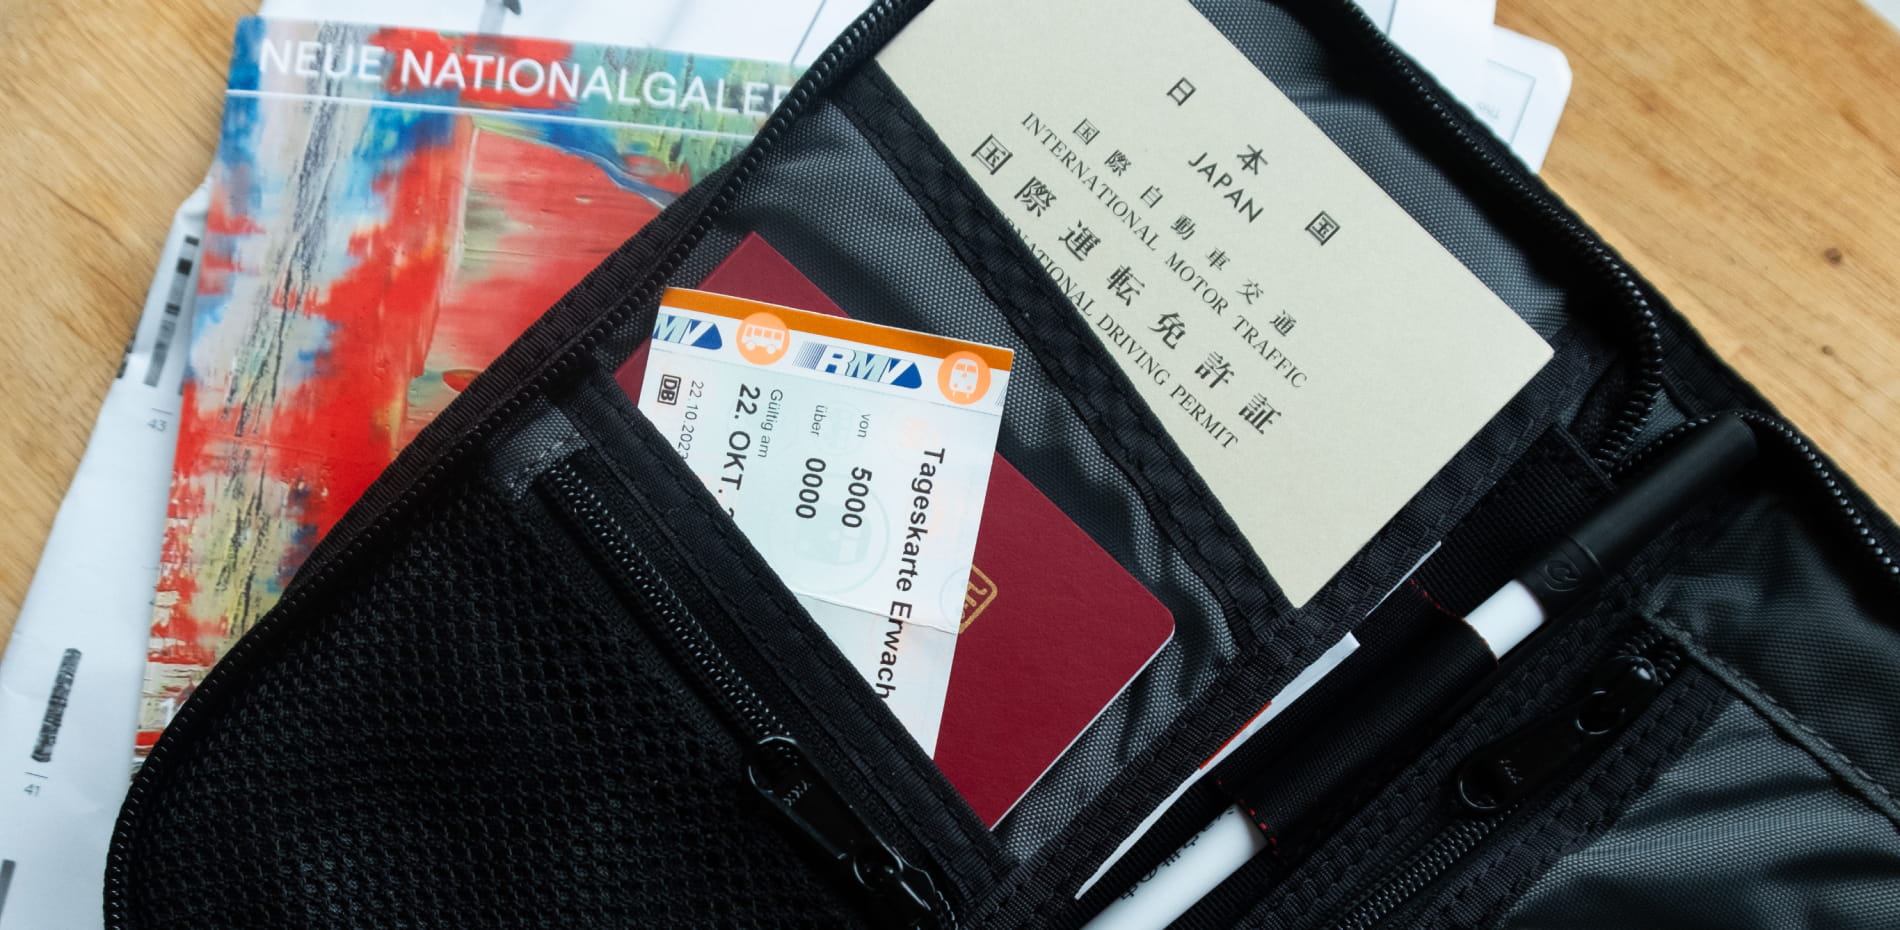 NEUE NATIONALGALER
日本国
JAPAN
国際自動車交通
INTERNATIONAL MOTOR TRAFFIC
国際運転免許証
NATIONAL DRIVING PERMIT
RMV
RMV
Tageskarte Erwach
von 5000
über 0000
Gültig am
22. OKT.
22.10.202
DB
43
41